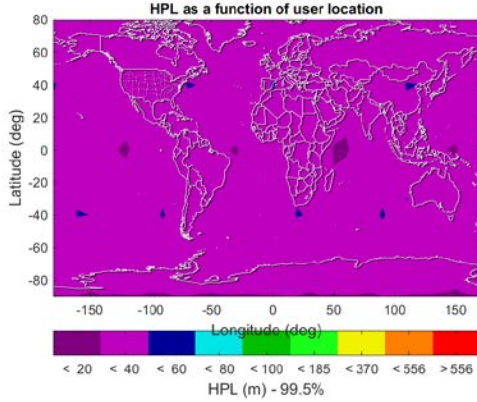 HPL as a function of user location
80
60
40
20
0
-20
-40
-60
-80
Latitude (deg)
-150 -100 -50 0 50 100 150
Longitude (deg)
< 20 < 40 < 60 < 80 < 100 < 185 < 370 < 556 > 556
HPL (m) - 99.5%